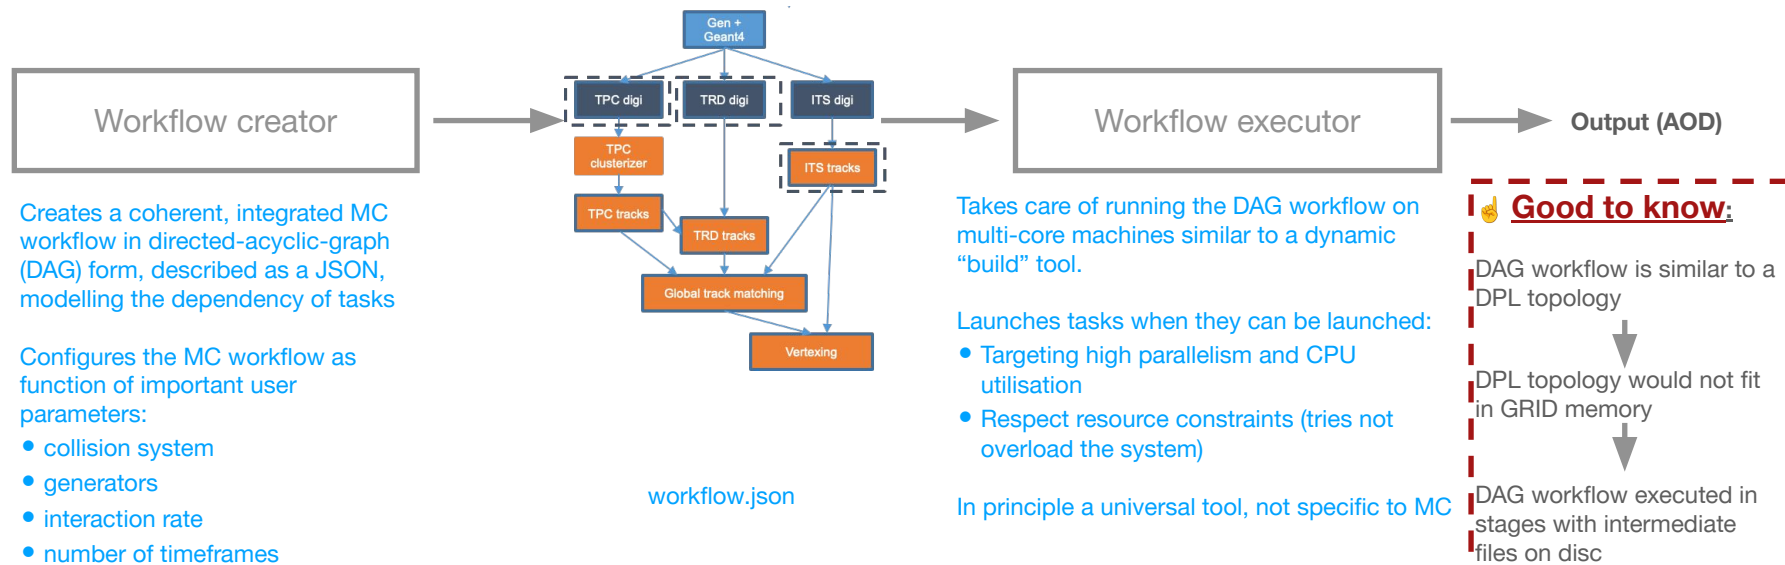 Gen +
Geant4
Workflow creator
TPC digi
TRD digi
ITS digi
Workflow executor
Output (AOD)
TPC
clusterizer
ITS tracks
TPC tracks
TRD tracks
Global track matching
Vertexing
workflow.json
Creates a coherent, integrated MC
workflow in directed-acyclic-graph
(DAG) form, described as a JSON,
modelling the dependency of tasks
Configures the MC workflow as
function of important user
parameters:
• collision system
• generators
• interaction rate
• number of timeframes
Takes care of running the DAG workflow on
multi-core machines similar to a dynamic
“build” tool.
Launches tasks when they can be launched:
• Targeting high parallelism and CPU
utilisation
• Respect resource constraints (tries not
overload the system)
In principle a universal tool, not specific to MC
☝ Good to know:
DAG workflow is similar to a
DPL topology
DPL topology would not fit
in GRID memory
DAG workflow executed in
stages with intermediate
files on disc